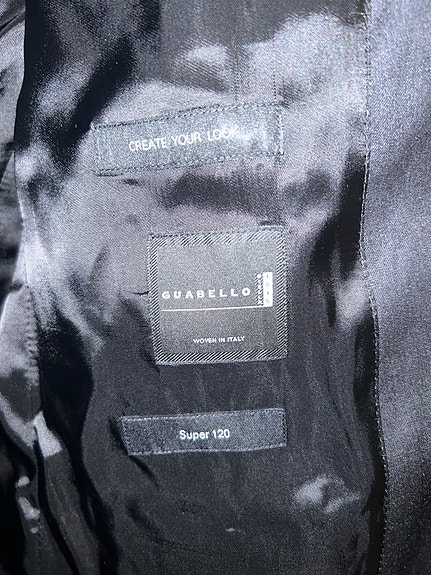 CREATE YOUR LOOK
GUABELLO
WOVEN IN ITALY
Super 120